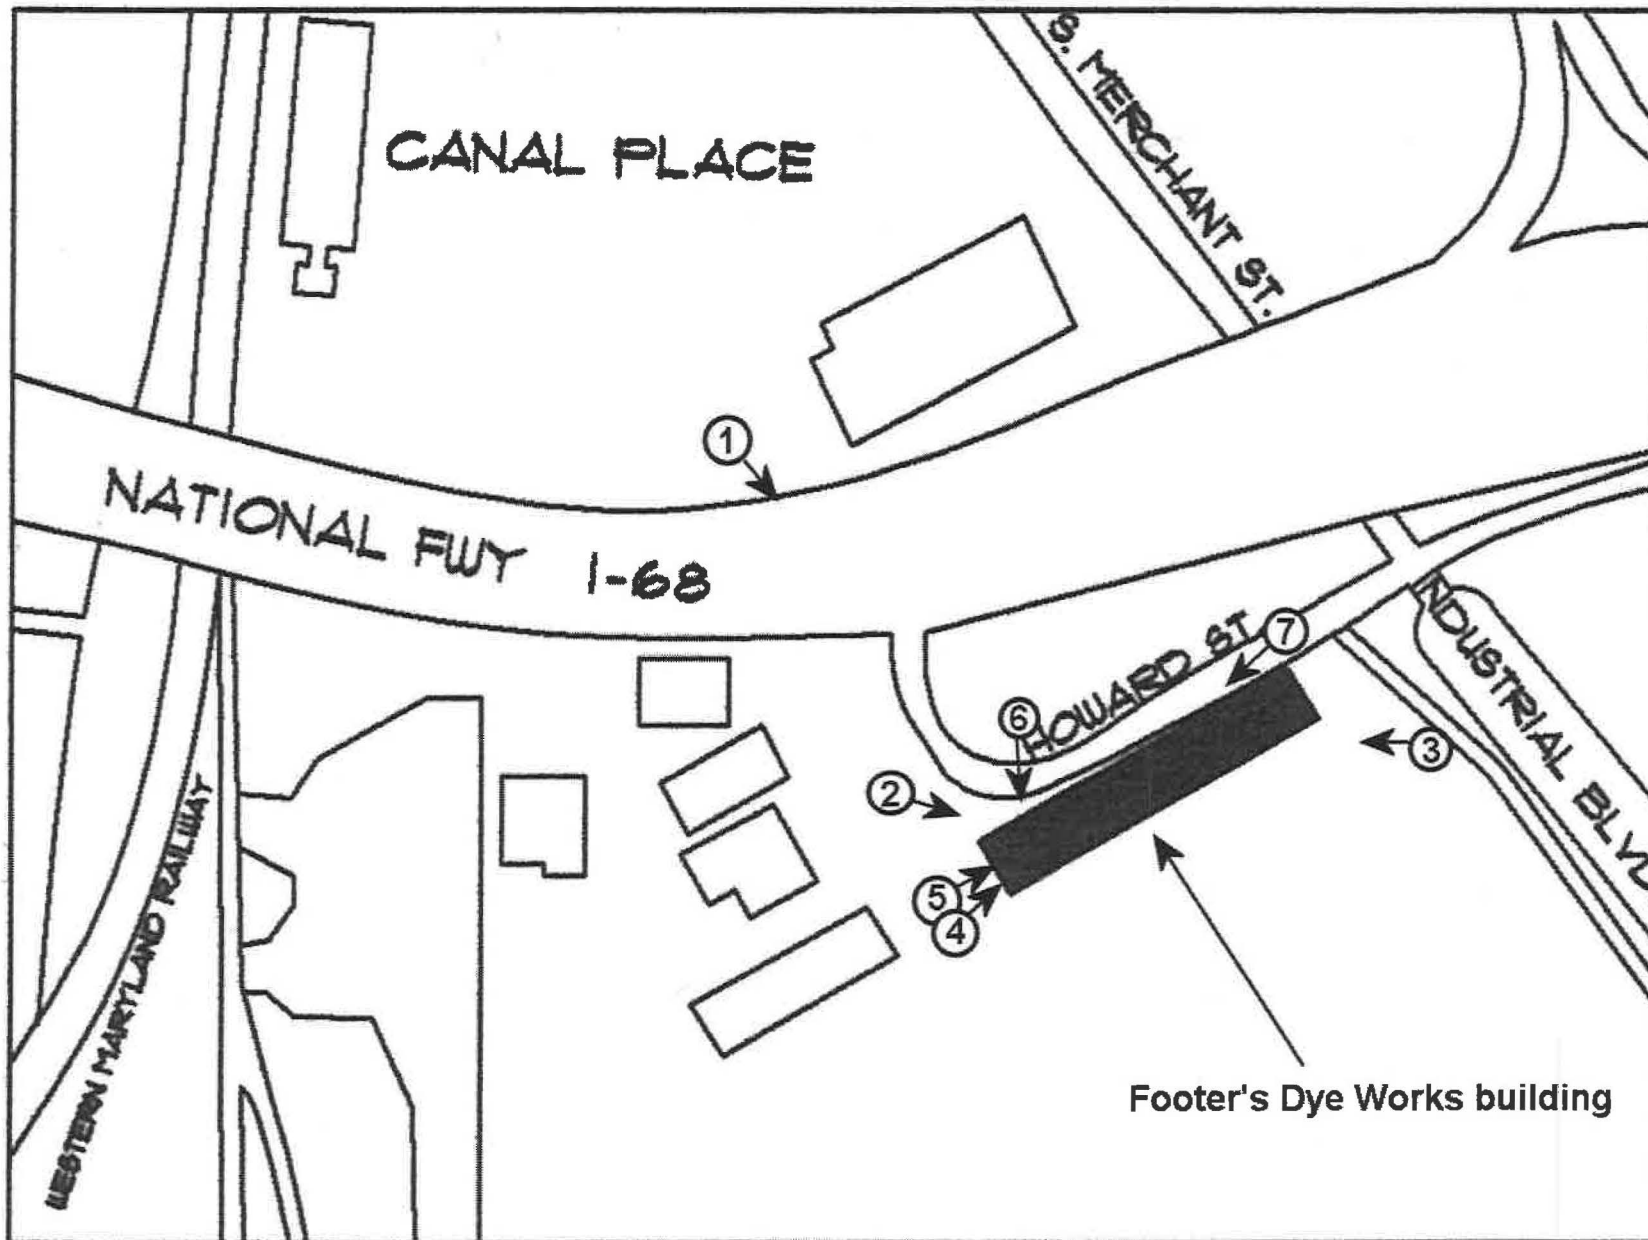 CANAL PLACE
S. MERCHANT ST.
1
NATIONAL FWY I-68
HOWARD ST
7
INDUSTRIAL BLVD
6
3
2
5
4
WESTERN MARYLAND RAILWAY
Footer's Dye Works building